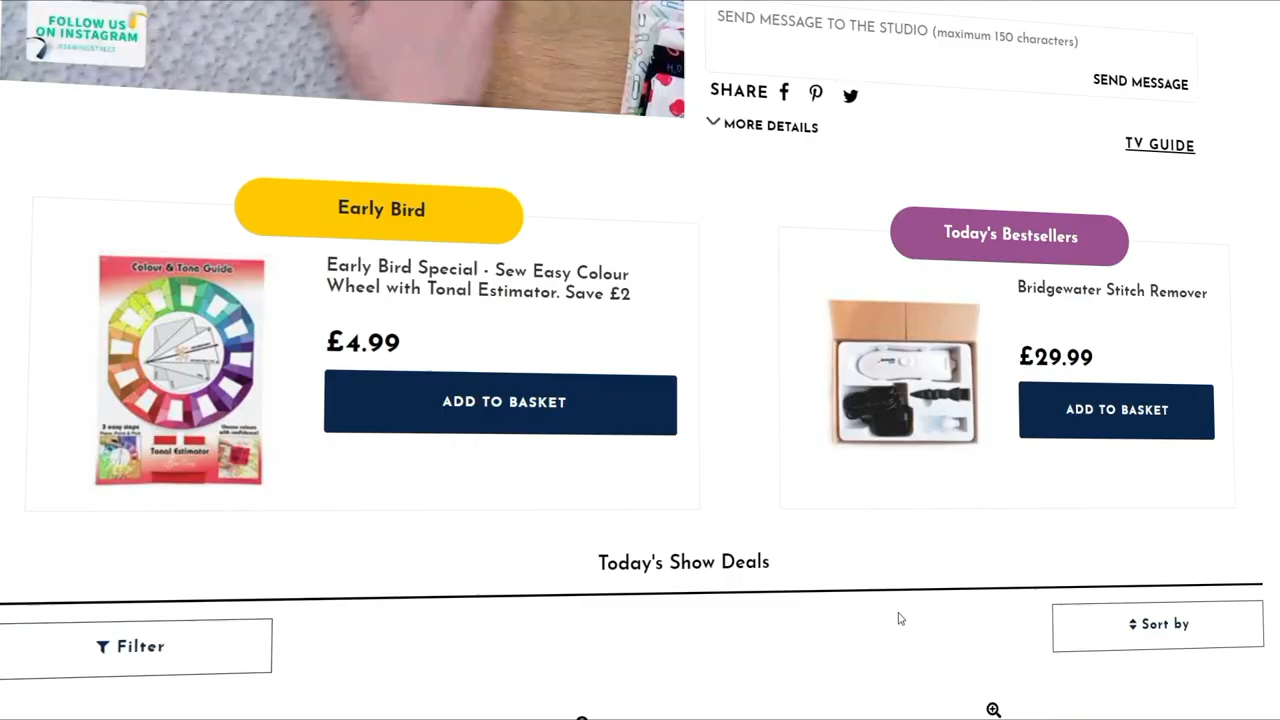 FOLLOW US
ON INSTAGRAM
@SEWINGSTREET
SEND MESSAGE TO THE STUDIO (maximum 150 characters)
SEND MESSAGE
SHARE
MORE DETAILS
TV GUIDE
Early Bird
Colour & Tone Guide
Tonal Estimator
Early Bird Special - Sew Easy Colour
Wheel with Tonal Estimator. Save £2
£4.99
ADD TO BASKET
Today's Bestsellers
Bridgewater Stitch Remover
£29.99
ADD TO BASKET
Today's Show Deals
Filter
Sort by